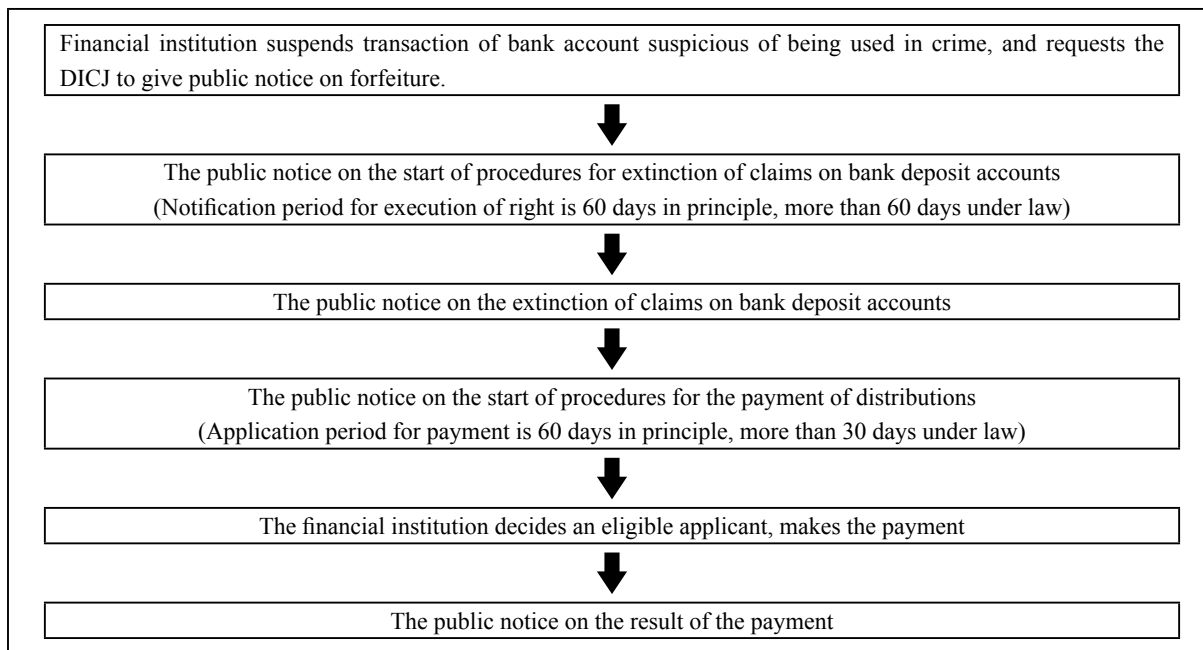 Financial institution suspends transaction of bank account suspicious of being used in crime, and requests the
DICJ to give public notice on forfeiture.
The public notice on the start of procedures for extinction of claims on bank deposit accounts
(Notification period for execution of right is 60 days in principle, more than 60 days under law)
The public notice on the extinction of claims on bank deposit accounts
The public notice on the start of procedures for the payment of distributions
(Application period for payment is 60 days in principle, more than 30 days under law)
The financial institution decides an eligible applicant, makes the payment
The public notice on the result of the payment